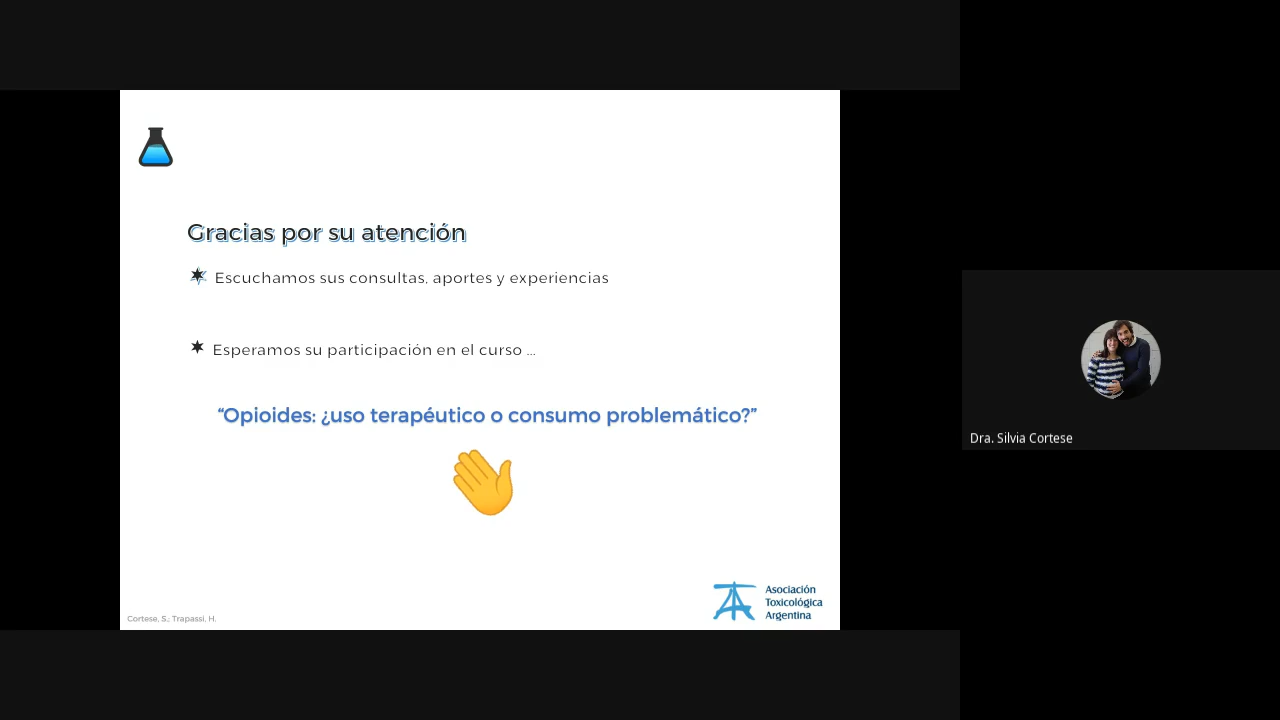 Gracias por su atención
Escuchamos sus consultas, aportes y experiencias
Esperamos su participación en el curso ...
“Opioides: ¿uso terapéutico o consumo problemático?”
Asociación
Toxicológica
Argentina
Cortese, S.; Trapassi, H.
Dra. Silvia Cortese